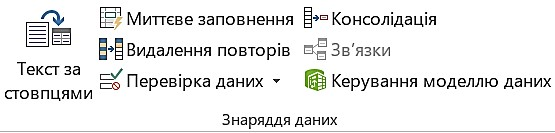 Текст за
стовпцями
Миттєве заповнення
Видалення повторів
Перевірка даних
Консолідація
Зв’язки
Керування моделлю даних
Знаряддя даних